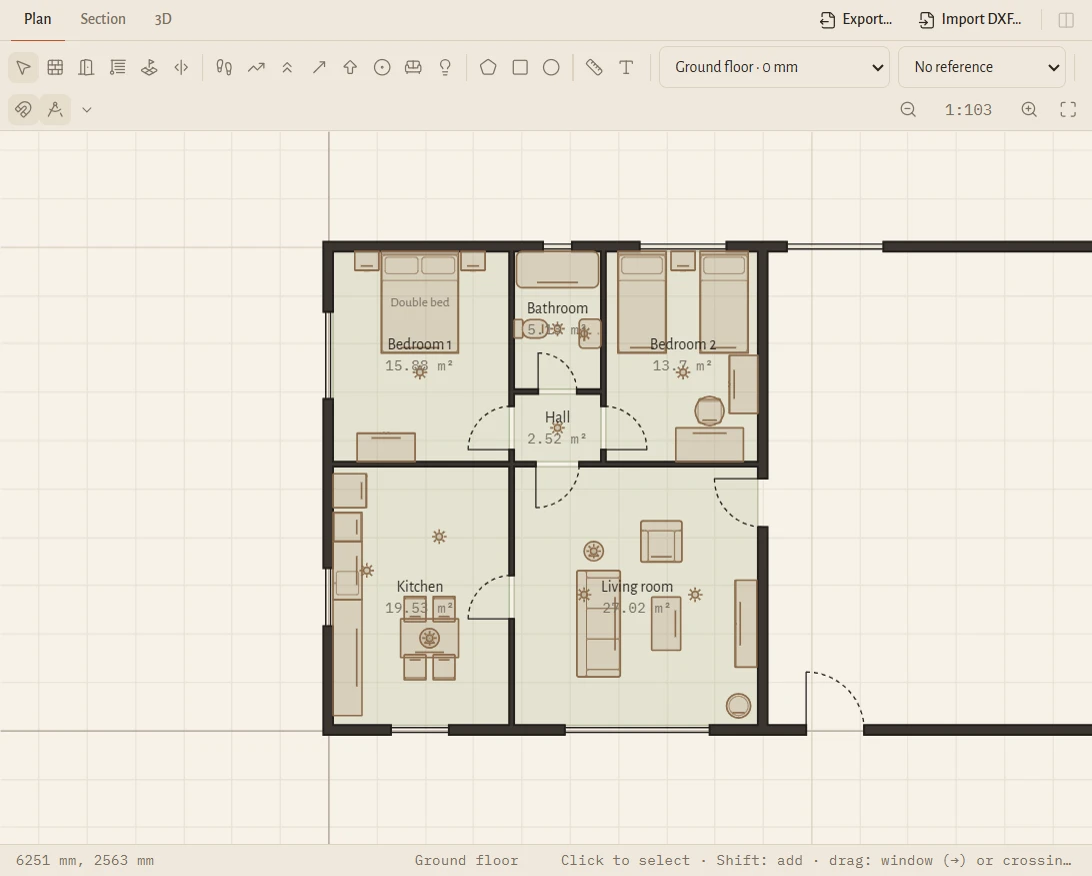 Plan Section 3D Export... Import DXF...
Ground floor · 0 mm No reference
1:103
Double bed
Bathroom
Bedroom 1
15.88 m²
Bedroom 2
13.7 m²
Hall
2.52 m²
Kitchen
19.53 m²
Living room
27.02 m²
6251 mm, 2563 mm Ground floor Click to select · Shift: add · drag: window (→) or crossin…